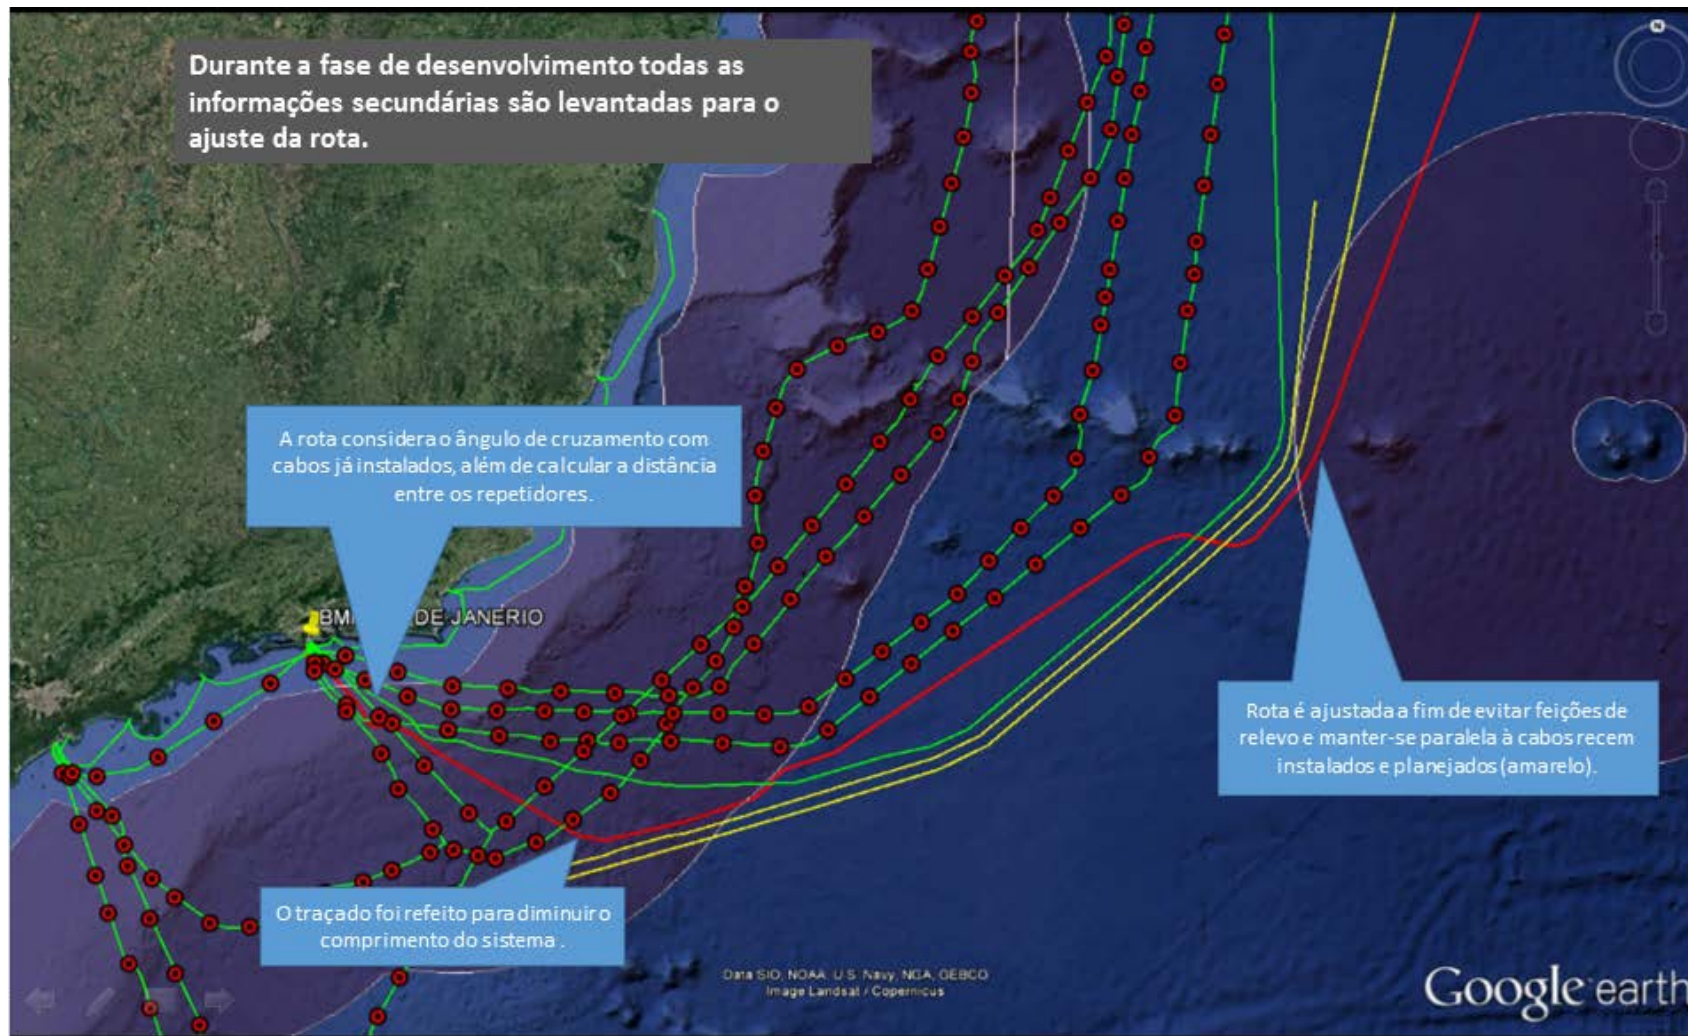 Durante a fase de desenvolvimento todas as
informações secundárias são levantadas para o
ajuste da rota.
A rota considera o ângulo de cruzamento com
cabos já instalados, além de calcular a distância
entre os repetidores.
BM
DE JANÉRIO
Rota é ajustada a fim de evitar feições de
relevo e manter-se paralela à cabos recem
instalados e planejados (amarelo).
O traçado foi refeito para diminuir o
comprimento do sistema .
Data SIO, NOAA, U.S. Navy, NGA, GEBCO
Image Landsat / Copernicus
Google earth
N